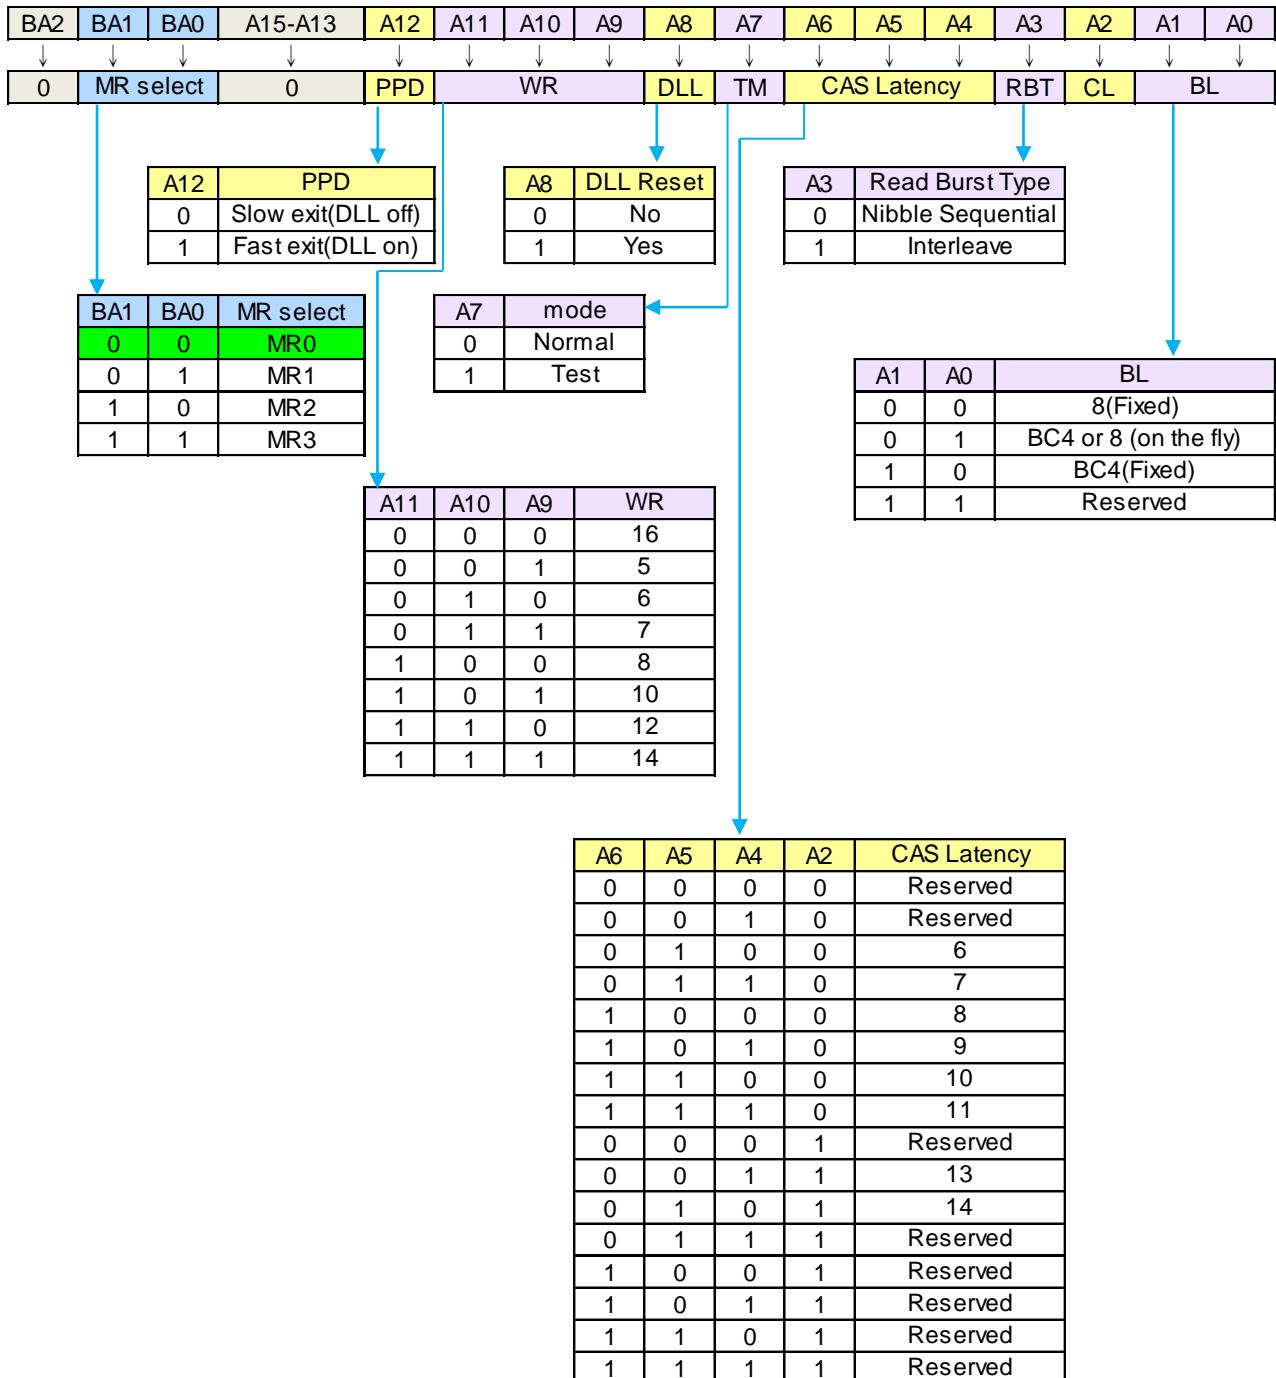 BA2 BA1 BA0 A15-A13 A12 A11 A10 A9 A8 A7 A6 A5 A4 A3 A2 A1 A0
0 MR select 0 PPD WR DLL TM CAS Latency RBT CL BL
A12 PPD
0 Slow exit(DLL off)
1 Fast exit(DLL on)
A8 DLL Reset
0 No
1 Yes
A3 Read Burst Type
0 Nibble Sequential
1 Interleave
BA1 BA0 MR select
0 0 MR0
0 1 MR1
1 0 MR2
1 1 MR3
A7 mode
0 Normal
1 Test
A1 A0 BL
0 0 8(Fixed)
0 1 BC4 or 8 (on the fly)
1 0 BC4(Fixed)
1 1 Reserved
A11 A10 A9 WR
0 0 0 16
0 0 1 5
0 1 0 6
0 1 1 7
1 0 0 8
1 0 1 10
1 1 0 12
1 1 1 14
A6 A5 A4 A2 CAS Latency
0 0 0 0 Reserved
0 0 1 0 Reserved
0 1 0 0 6
0 1 1 0 7
1 0 0 0 8
1 0 1 0 9
1 1 0 0 10
1 1 1 0 11
0 0 0 1 Reserved
0 0 1 1 13
0 1 0 1 14
0 1 1 1 Reserved
1 0 0 1 Reserved
1 0 1 1 Reserved
1 1 0 1 Reserved
1 1 1 1 Reserved